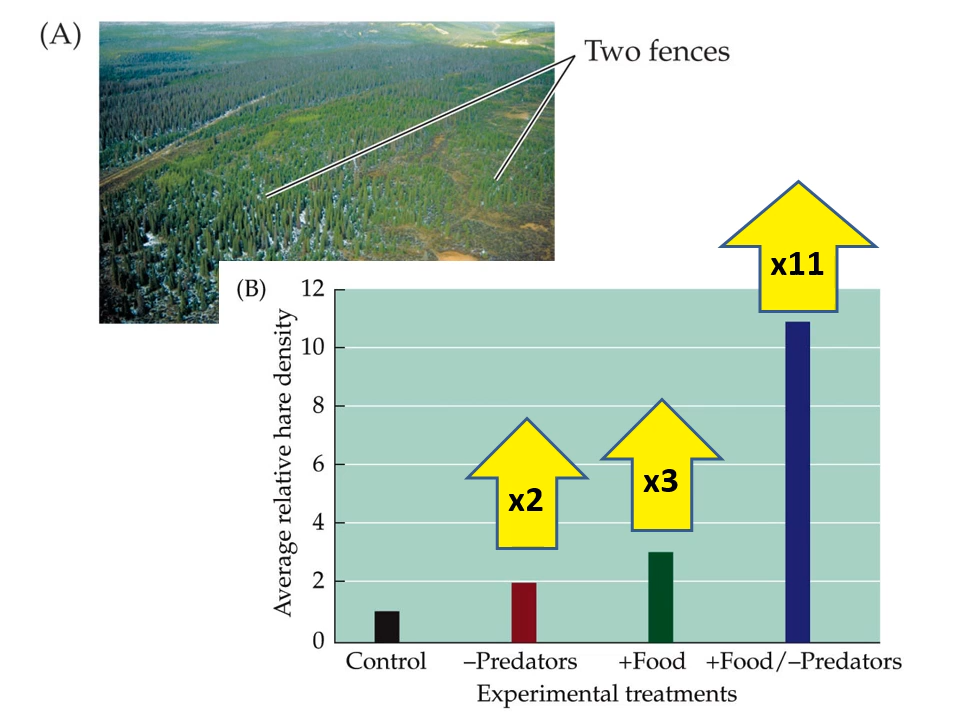 (A)
Two fences
(B)
Average relative hare density
12
10
8
6
4
2
0
x2
x3
x11
Control
–Predators
+Food
+Food/–Predators
Experimental treatments